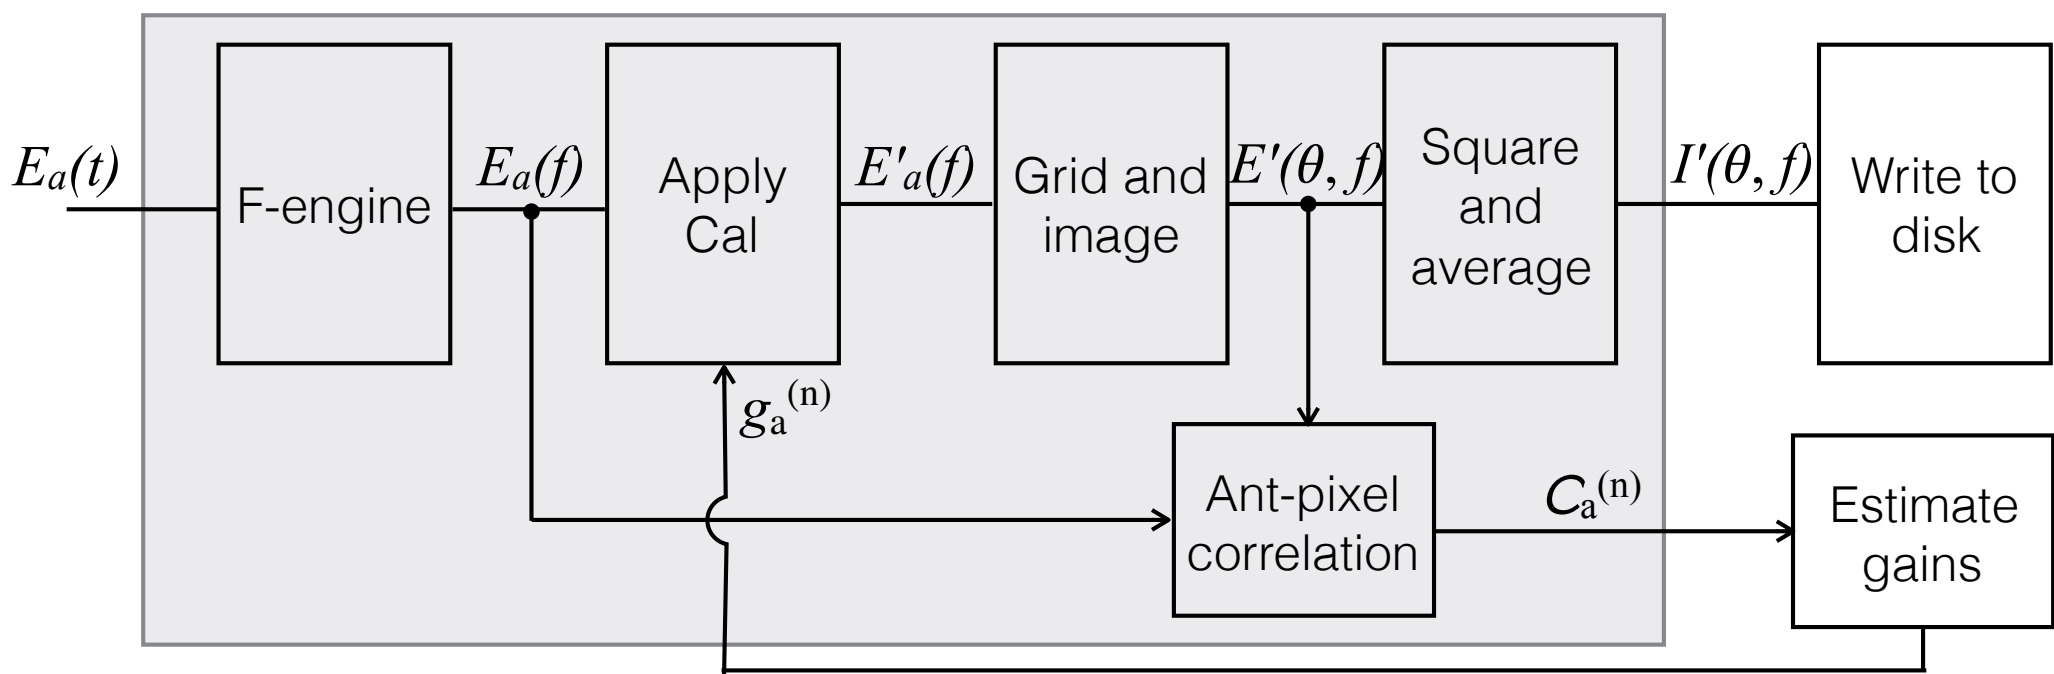 Eₐ(t)
F-engine
Eₐ(f)
Apply
Cal
E'ₐ(f)
Grid and
image
E'(θ, f)
Square
and
average
I'(θ, f)
Write to
disk
gₐ⁽ⁿ⁾
Ant-pixel
correlation
Cₐ⁽ⁿ⁾
Estimate
gains